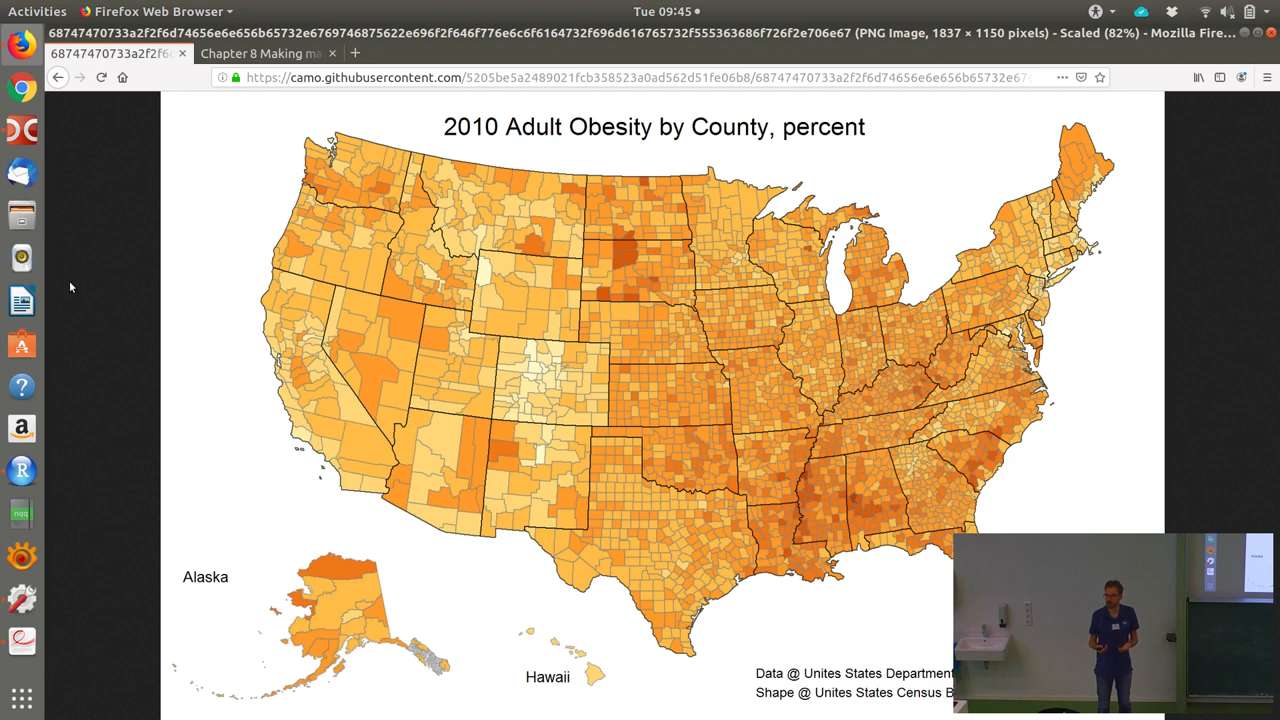 Activities Firefox Web Browser Tue 09:45
68747470733a2f2f6d74656e6e656b65732e6769746875622e696f2f646f776e6c6f6164732f696d616765732f555363636f726f2e706e67 (PNG Image, 1837 × 1150 pixels) - Scaled (82%) - Mozilla Fire...
68747470733a2f2f6d Chapter 8 Making ma
https://camo.githubusercontent.com/5205be5a2489021fcb358523a0ad562d51fe06b8/68747470733a2f2f6d74656e6e656b65732e67
2010 Adult Obesity by County, percent
Alaska
Hawaii
Data @ Unites States Department
Shape @ Unites States Census B